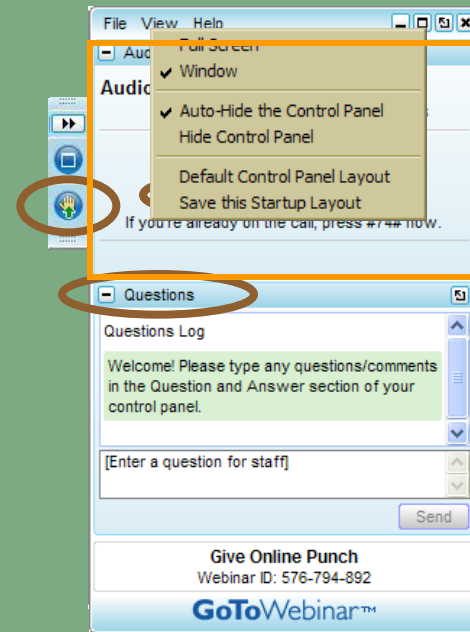 File View Help
Full Screen
Window
Auto-Hide the Control Panel
Hide Control Panel
Default Control Panel Layout
Save this Startup Layout
If you're already on the call, press #74# now.
Questions
Questions Log
Welcome! Please type any questions/comments
in the Question and Answer section of your
control panel.
[Enter a question for staff]
Send
Give Online Punch
Webinar ID: 576-794-892
GoToWebinar™